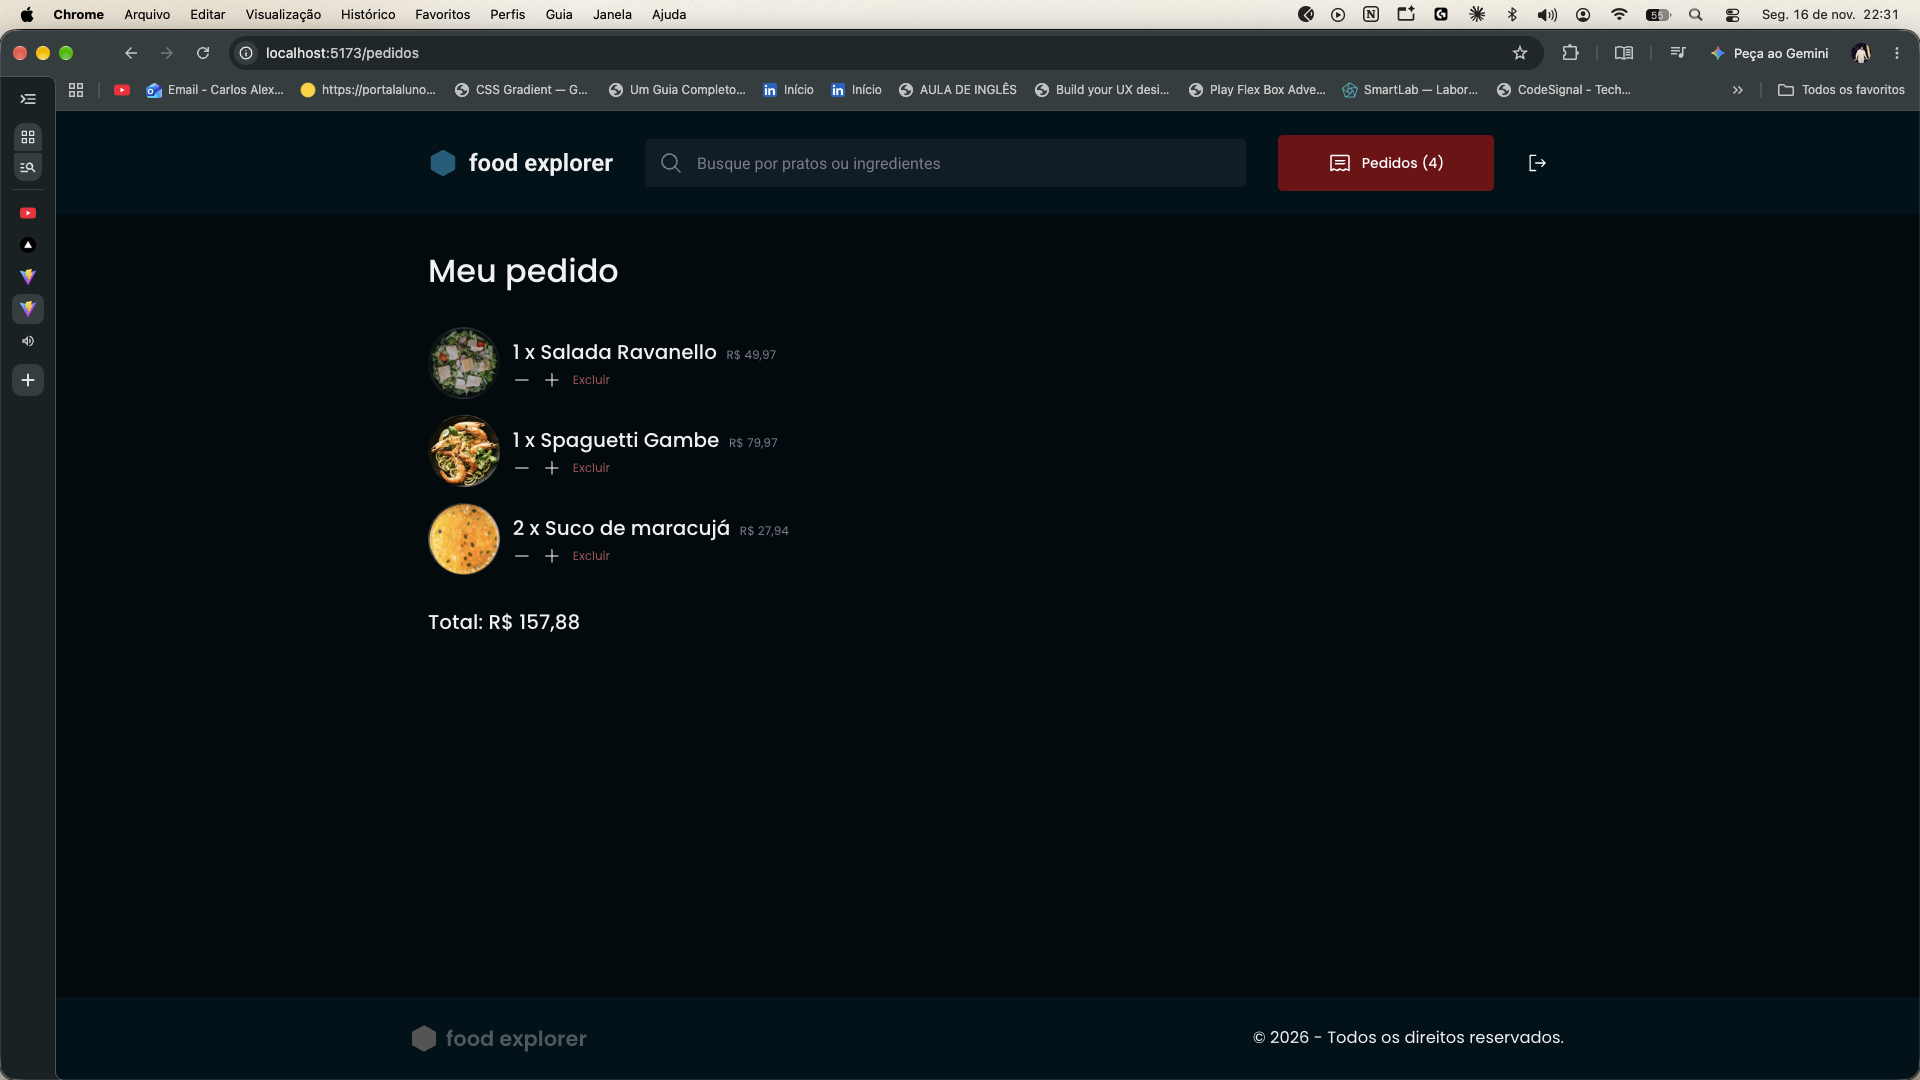 Chrome Arquivo Editar Visualização Histórico Favoritos Perfis Guia Janela Ajuda 55 Seg. 16 de nov. 22:31
localhost:5173/pedidos Peça ao Gemini
Email - Carlos Alex... https://portalaluno... CSS Gradient — G... Um Guia Completo... Início Início AULA DE INGLÊS Build your UX desi... Play Flex Box Adve... SmartLab — Labor... CodeSignal - Tech... Todos os favoritos
food explorer Busque por pratos ou ingredientes Pedidos (4)
Meu pedido
1 x Salada Ravanello R$ 49,97
Excluir
1 x Spaguetti Gambe R$ 79,97
Excluir
2 x Suco de maracujá R$ 27,94
Excluir
Total: R$ 157,88
food explorer © 2026 - Todos os direitos reservados.